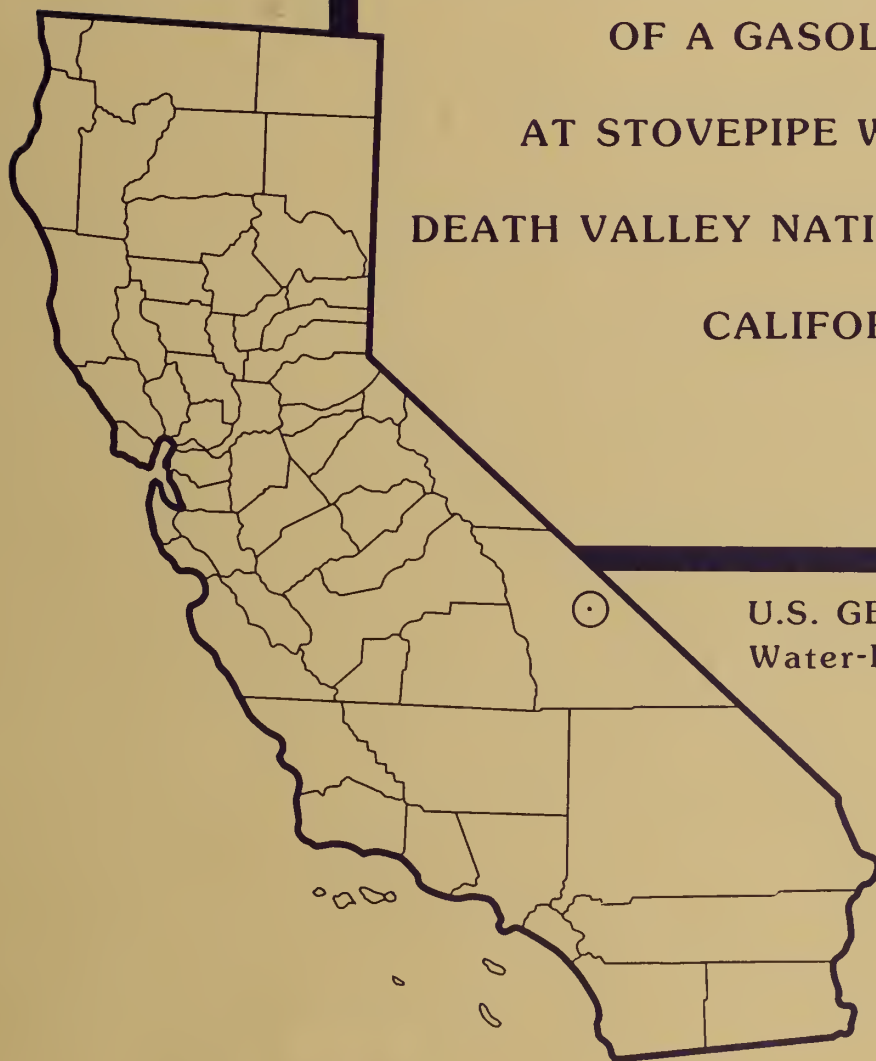 OF A GASOL
AT STOVEPIPE W
DEATH VALLEY NATI
CALIFOR
U.S. GE
Water-